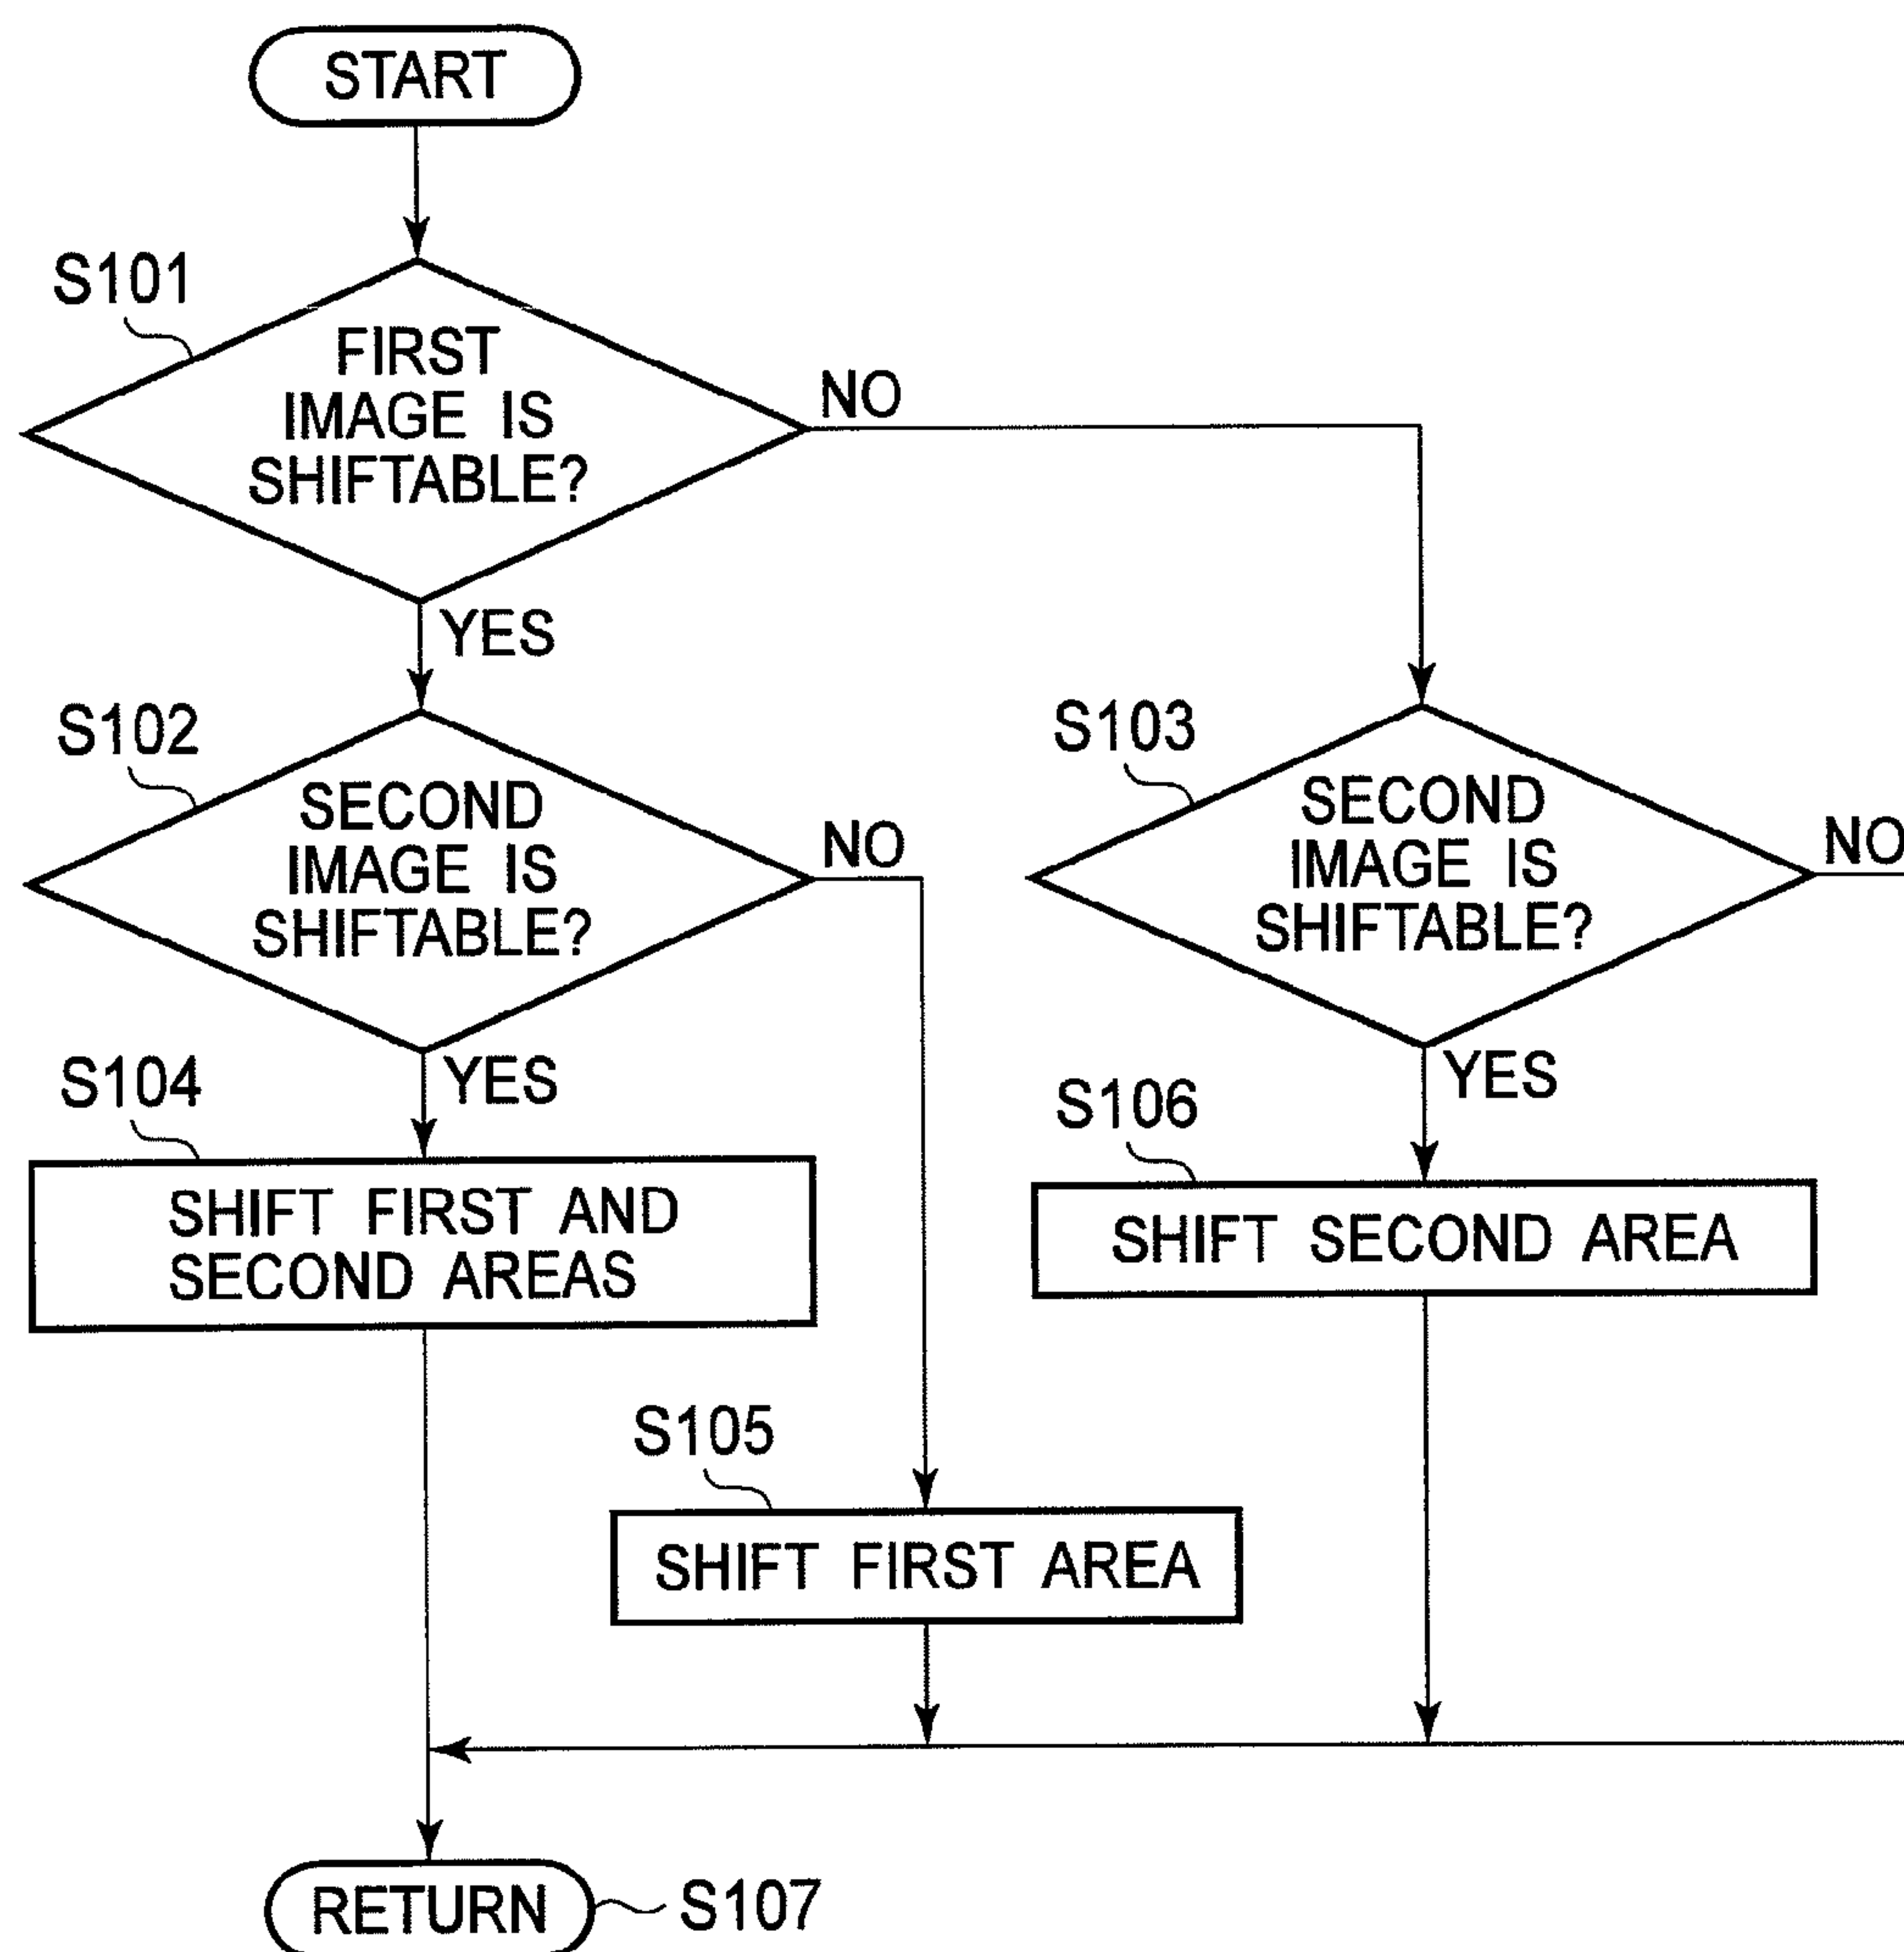 START
S101
FIRST
IMAGE IS
SHIFTABLE?
NO
YES
S102
SECOND
IMAGE IS
SHIFTABLE?
NO
S103
SECOND
IMAGE IS
SHIFTABLE?
NO
YES
S104
SHIFT FIRST AND
SECOND AREAS
YES
S106
SHIFT SECOND AREA
S105
SHIFT FIRST AREA
RETURN
S107